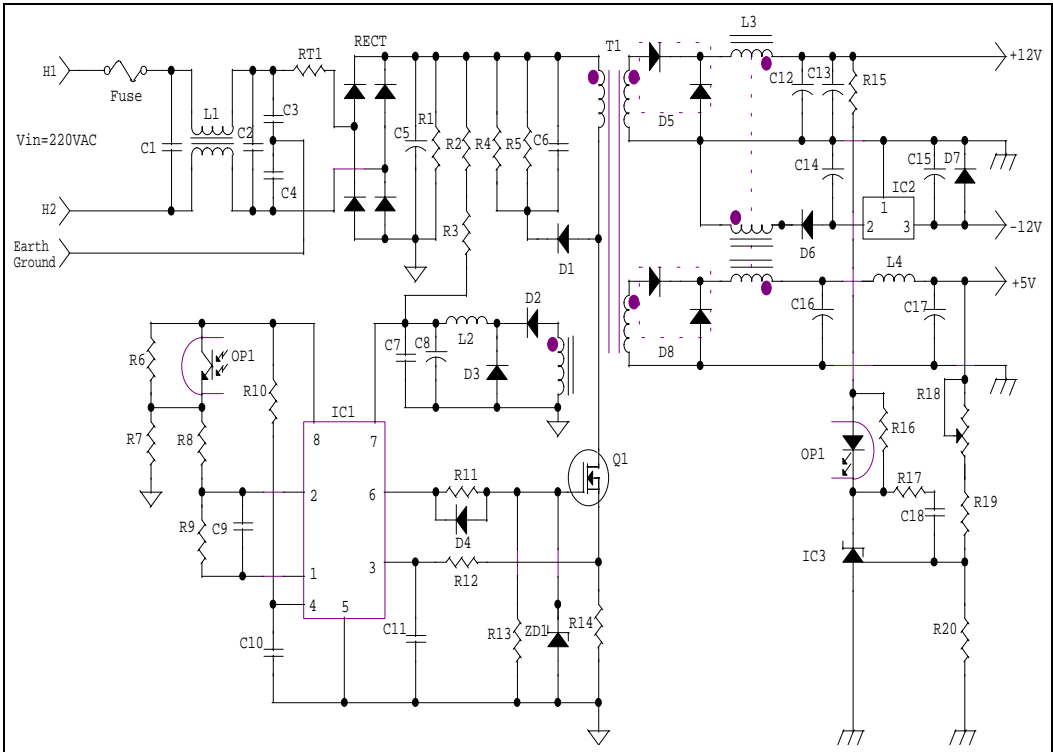 L3
RECT
T1
+12V
H1
RT1
Fuse
C12
C13
R15
L1
C3
R1
C5
R2
R4
R5
C6
D5
Vin=220VAC
C1
C2
C4
C14
C15
D7
IC2
1
2
3
-12V
H2
R3
D1
D6
Earth
Ground
L4
+5V
D2
C16
C17
R6
OP1
C7
C8
L2
D3
D8
R10
R18
IC1
R7
R8
8
7
R16
OP1
Q1
R11
2
6
R17
R9
C9
D4
C18
R19
IC3
3
R12
1
4
5
C10
C11
R13
ZD1
R14
R20